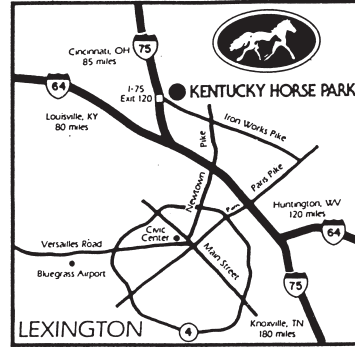 Cincinnati, OH
85 miles
75
I-75
Exit 120
KENTUCKY HORSE PARK
64
Louisville, KY
80 miles
Pike
Iron Works Pike
Newtown
Paris Pike
Paris
Huntington, WV
120 miles
64
Civic
Center
Versailles Road
Main Street
Bluegrass Airport
75
LEXINGTON
4
Knoxville, TN
180 miles